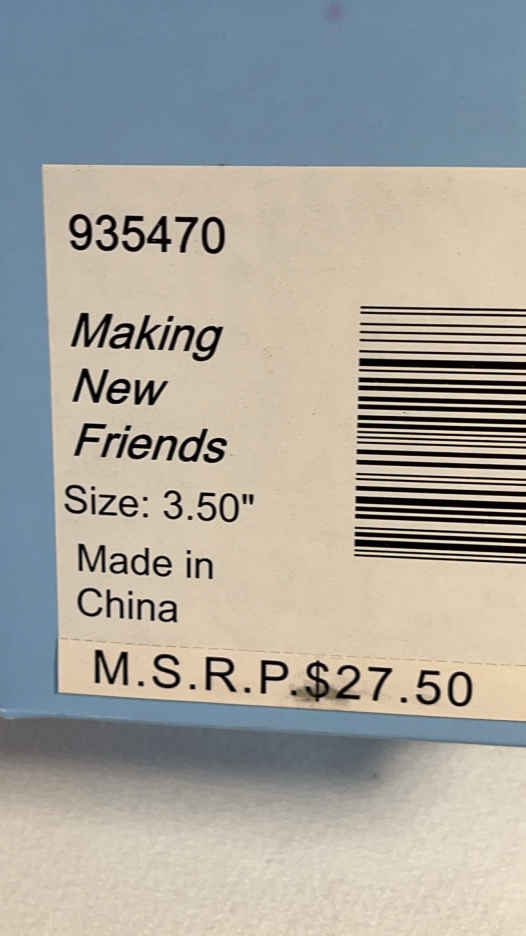 935470
Making
New
Friends
Size: 3.50"
Made in
China
M.S.R.P.$27.50